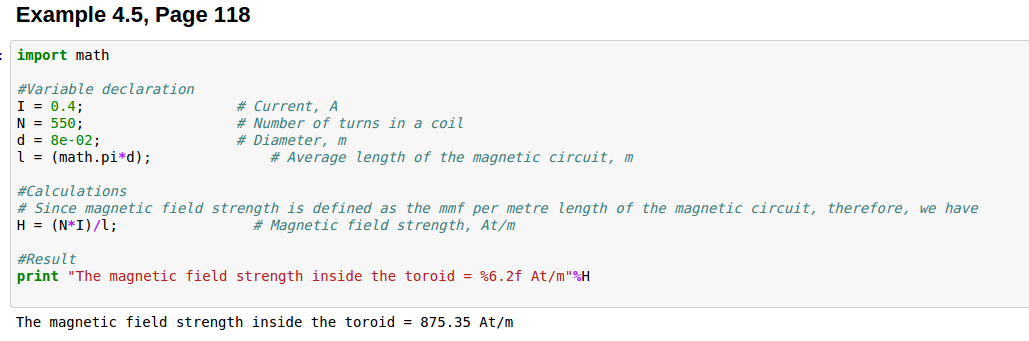 Example 4.5, Page 118
import math
#Variable declaration
I = 0.4; # Current, A
N = 550; # Number of turns in a coil
d = 8e-02; # Diameter, m
l = (math.pi*d); # Average length of the magnetic circuit, m
#Calculations
# Since magnetic field strength is defined as the mmf per metre length of the magnetic circuit, therefore, we have
H = (N*I)/l; # Magnetic field strength, At/m
#Result
print "The magnetic field strength inside the toroid = %6.2f At/m"%H
The magnetic field strength inside the toroid = 875.35 At/m